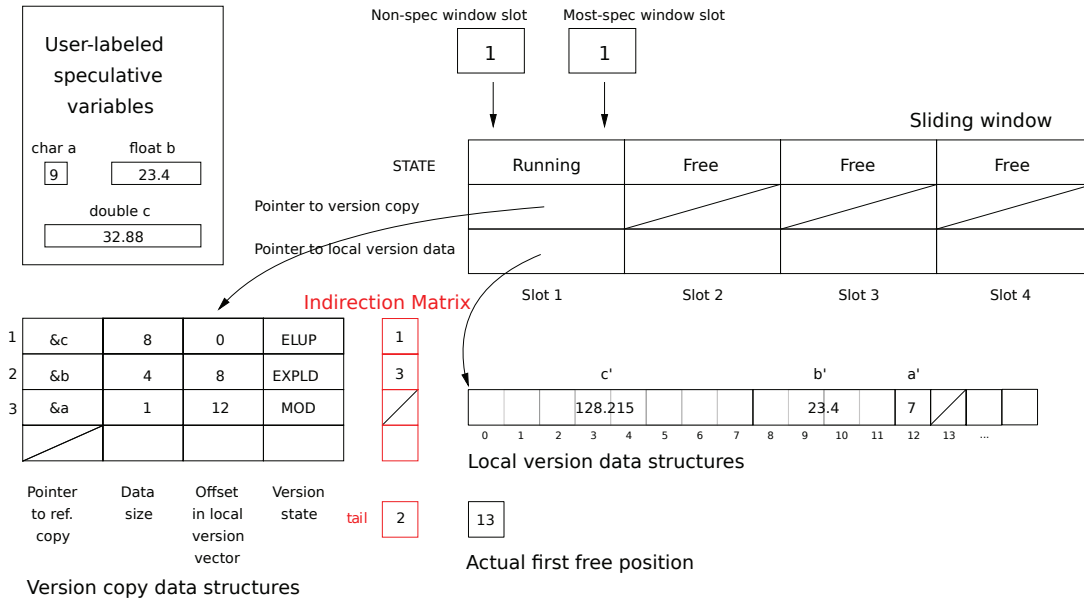 Non-spec window slot
Most-spec window slot
1
1
User-labeled
speculative
variables
char a
float b
9
23.4
double c
32.88
Sliding window
STATE
Running
Free
Free
Free
Pointer to version copy
Pointer to local version data
Slot 1
Slot 2
Slot 3
Slot 4
Indirection Matrix
1
&c
8
0
ELUP
1
2
&b
4
8
EXPLD
3
3
&a
1
12
MOD
c'
b'
a'
128.215
23.4
7
0
1
2
3
4
5
6
7
8
9
10
11
12
13
...
Local version data structures
Pointer
to ref.
copy
Data
size
Offset
in local
version
vector
Version
state
tail
2
13
Actual first free position
Version copy data structures